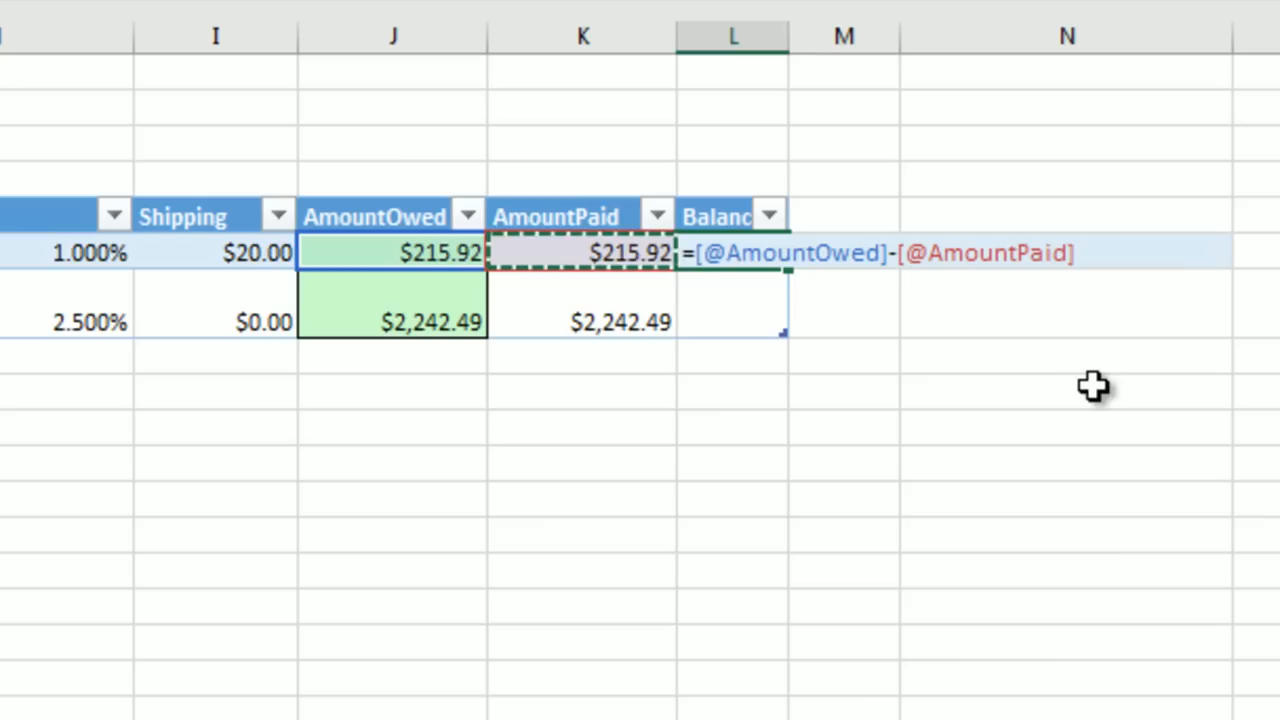 I J K L M N
Shipping AmountOwed AmountPaid Balanc
1.000% $20.00 $215.92 $215.92 =[@AmountOwed]-[@AmountPaid]
2.500% $0.00 $2,242.49 $2,242.49